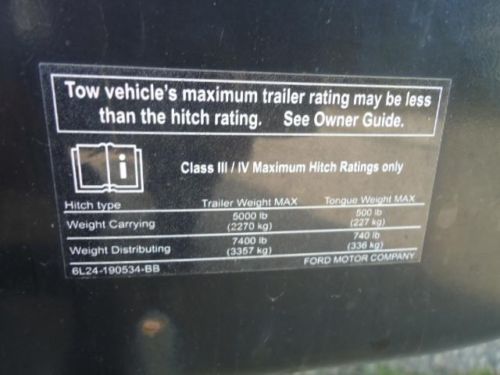 Tow vehicle's maximum trailer rating may be less
than the hitch rating. See Owner Guide.
Class III / IV Maximum Hitch Ratings only
Hitch type Trailer Weight MAX Tongue Weight MAX
Weight Carrying 5000 lb (2270 kg) 500 lb (227 kg)
Weight Distributing 7400 lb (3357 kg) 740 lb (336 kg)
6L24-190534-BB FORD MOTOR COMPANY